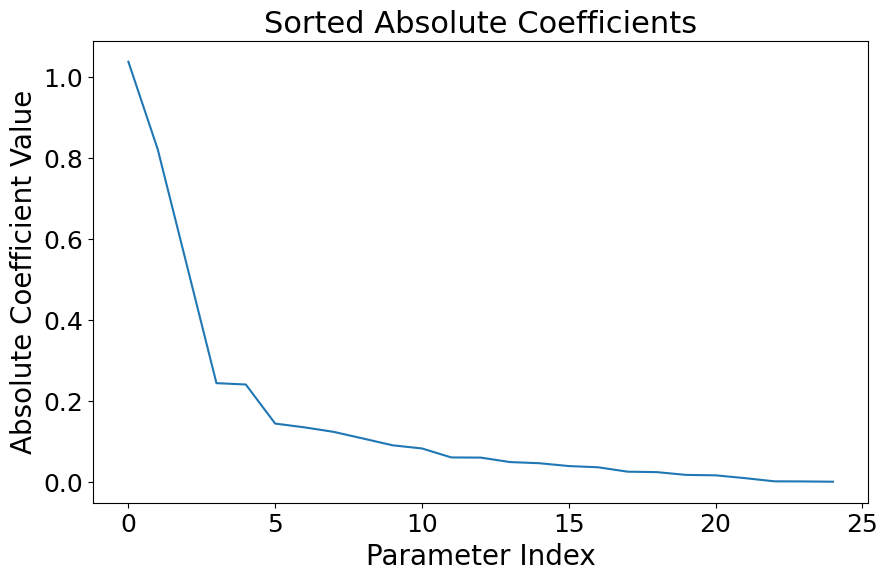 Sorted Absolute Coefficients
Absolute Coefficient Value
1.0
0.8
0.6
0.4
0.2
0.0
0 5 10 15 20 25
Parameter Index